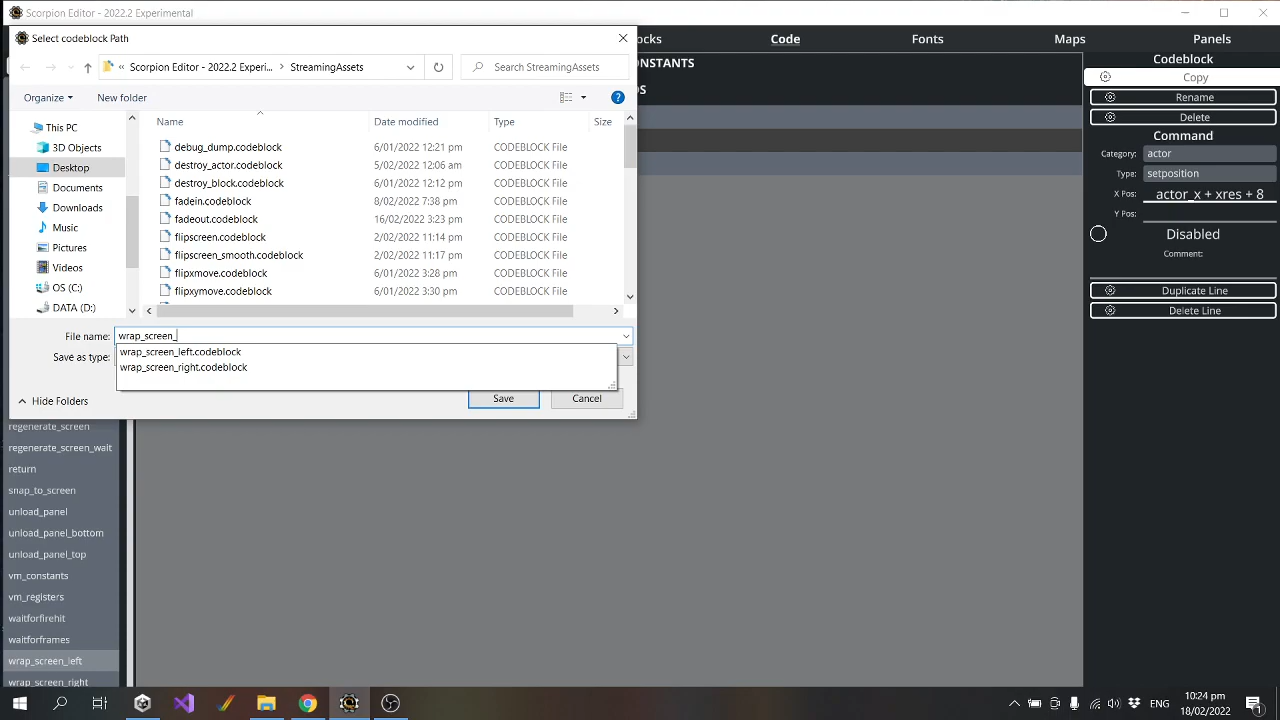 Scorpion Editor - 2022.2 Experimental
Select codeblock Path
« Scorpion Editor - 2022.2 Experi... > StreamingAssets
Search StreamingAssets
Organize
New folder
This PC
3D Objects
Desktop
Documents
Downloads
Music
Pictures
Videos
OS (C:)
DATA (D:)
Name Date modified Type Size
debug_dump.codeblock 6/01/2022 12:21 pm CODEBLOCK File
destroy_actor.codeblock 5/02/2022 12:06 am CODEBLOCK File
destroy_block.codeblock 6/01/2022 12:12 pm CODEBLOCK File
fadein.codeblock 8/02/2022 7:38 pm CODEBLOCK File
fadeout.codeblock 16/02/2022 3:23 pm CODEBLOCK File
flipscreen.codeblock 2/02/2022 11:14 pm CODEBLOCK File
flipscreen_smooth.codeblock 2/02/2022 11:17 pm CODEBLOCK File
flipxmove.codeblock 6/01/2022 3:28 pm CODEBLOCK File
flipxymove.codeblock 6/01/2022 3:30 pm CODEBLOCK File
File name: wrap_screen_
Save as type:
wrap_screen_left.codeblock
wrap_screen_right.codeblock
Hide Folders
Save
Cancel
regenerate_screen
regenerate_screen_wait
return
snap_to_screen
unload_panel
unload_panel_bottom
unload_panel_top
vm_constants
vm_registers
waitforfirehit
waitforframes
wrap_screen_left
wrap_screen_right
Code
Fonts
Maps
Panels
Codeblock
Copy
Rename
Delete
Command
Category: actor
Type: setposition
X Pos: actor_x + xres + 8
Y Pos:
Disabled
Comment:
Duplicate Line
Delete Line
ENG
10:24 pm
18/02/2022
1